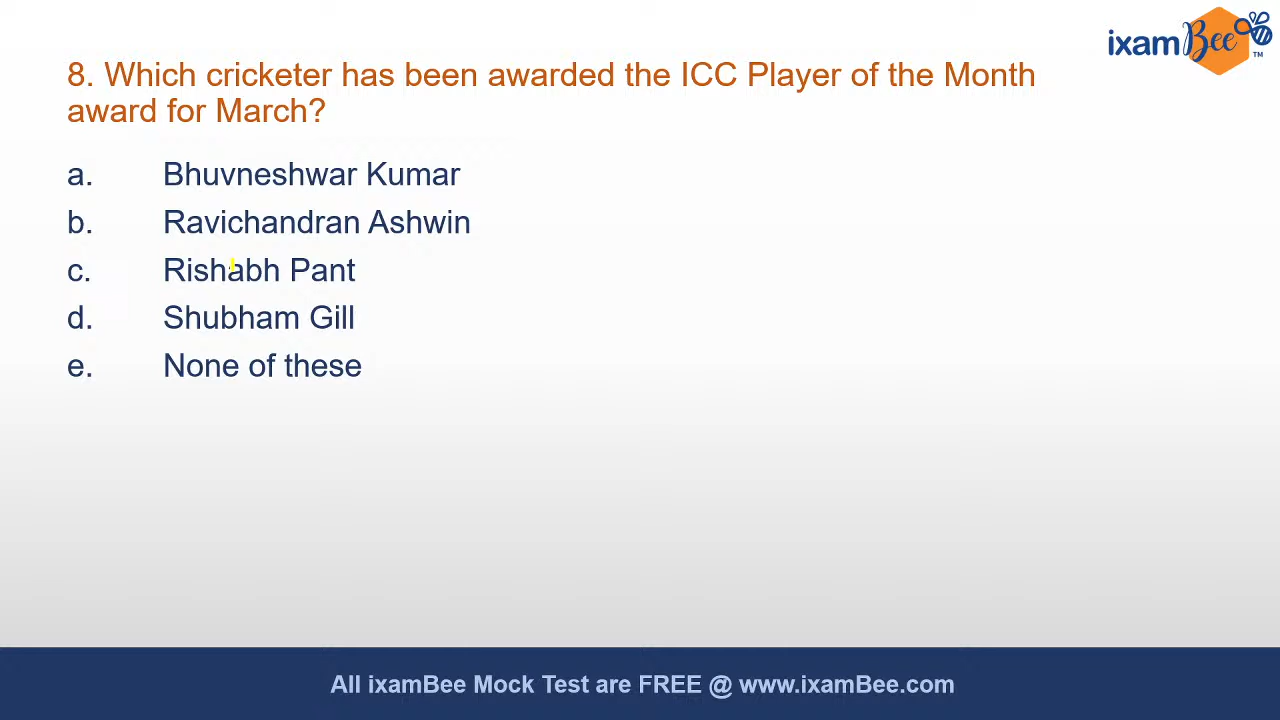 ixamBee™
8. Which cricketer has been awarded the ICC Player of the Month
award for March?
a. Bhuvneshwar Kumar
b. Ravichandran Ashwin
c. Rishabh Pant
d. Shubham Gill
e. None of these
All ixamBee Mock Test are FREE @ www.ixamBee.com